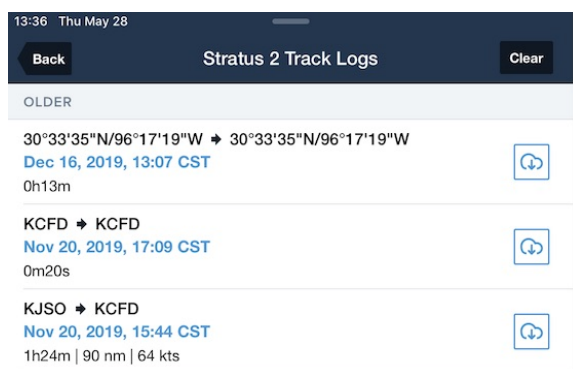 13:36 Thu May 28
Back
Stratus 2 Track Logs
Clear
OLDER
30°33'35"N/96°17'19"W → 30°33'35"N/96°17'19"W
Dec 16, 2019, 13:07 CST
0h13m
KCFD → KCFD
Nov 20, 2019, 17:09 CST
0m20s
KJSO → KCFD
Nov 20, 2019, 15:44 CST
1h24m | 90 nm | 64 kts